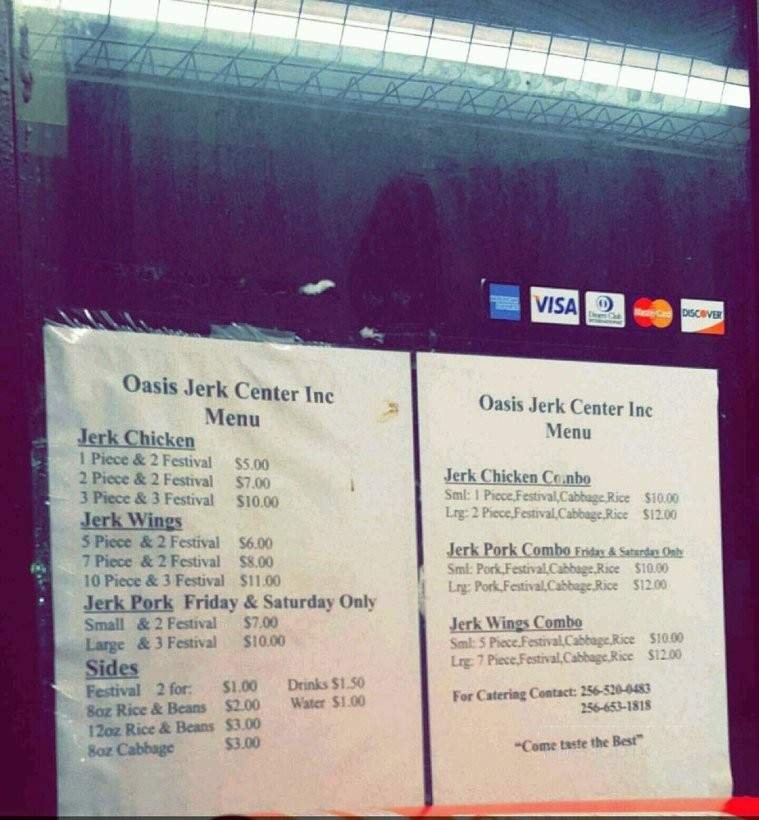 AMERICAN EXPRESS
VISA
Diners Club
INTERNATIONAL
MasterCard
DISCOVER
Oasis Jerk Center Inc
Menu
Jerk Chicken
1 Piece & 2 Festival $5.00
2 Piece & 2 Festival $7.00
3 Piece & 3 Festival $10.00
Jerk Wings
5 Piece & 2 Festival $6.00
7 Piece & 2 Festival $8.00
10 Piece & 3 Festival $11.00
Jerk Pork Friday & Saturday Only
Small & 2 Festival $7.00
Large & 3 Festival $10.00
Sides
Festival 2 for: $1.00 Drinks $1.50
8oz Rice & Beans $2.00 Water $1.00
12oz Rice & Beans $3.00
8oz Cabbage $3.00
Oasis Jerk Center Inc
Menu
Jerk Chicken Combo
Sml: 1 Piece,Festival,Cabbage,Rice $10.00
Lrg: 2 Piece,Festival,Cabbage,Rice $12.00
Jerk Pork Combo Friday & Saturday Only
Sml: Pork,Festival,Cabbage,Rice $10.00
Lrg: Pork,Festival,Cabbage,Rice $12.00
Jerk Wings Combo
Sml: 5 Piece,Festival,Cabbage,Rice $10.00
Lrg: 7 Piece,Festival,Cabbage,Rice $12.00
For Catering Contact: 256-520-0483
256-653-1818
"Come taste the Best"